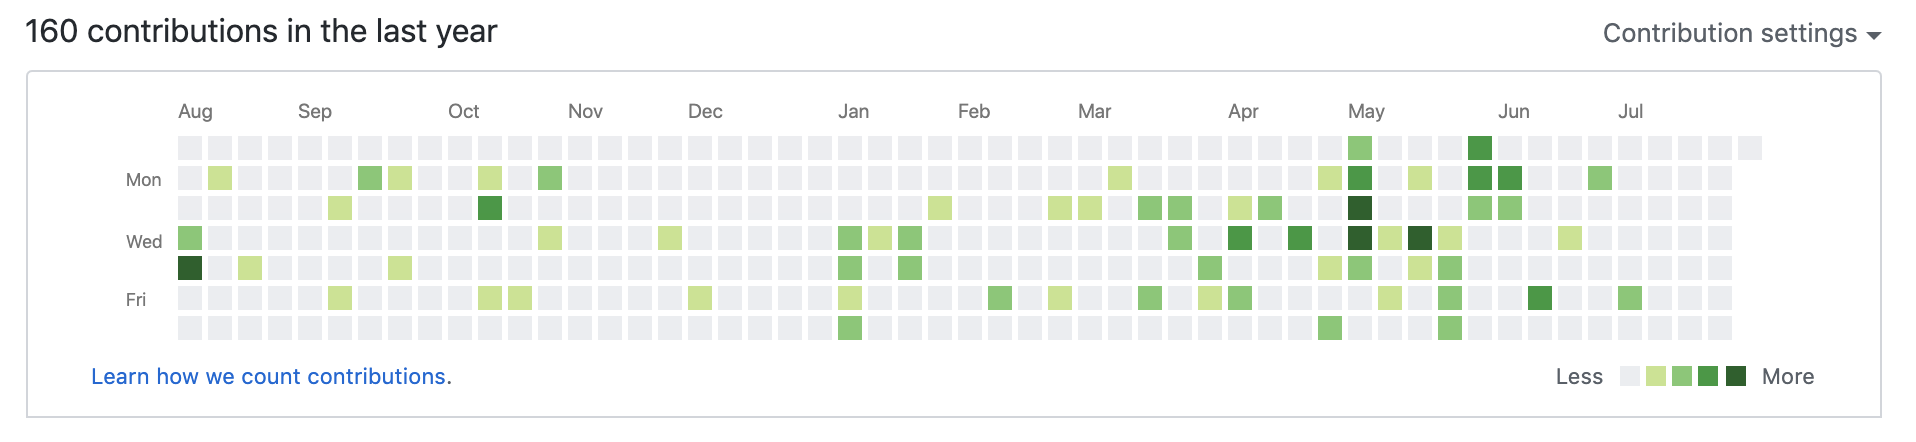 160 contributions in the last year
Contribution settings
Aug Sep Oct Nov Dec Jan Feb Mar Apr May Jun Jul
Mon
Wed
Fri
Learn how we count contributions.
Less More